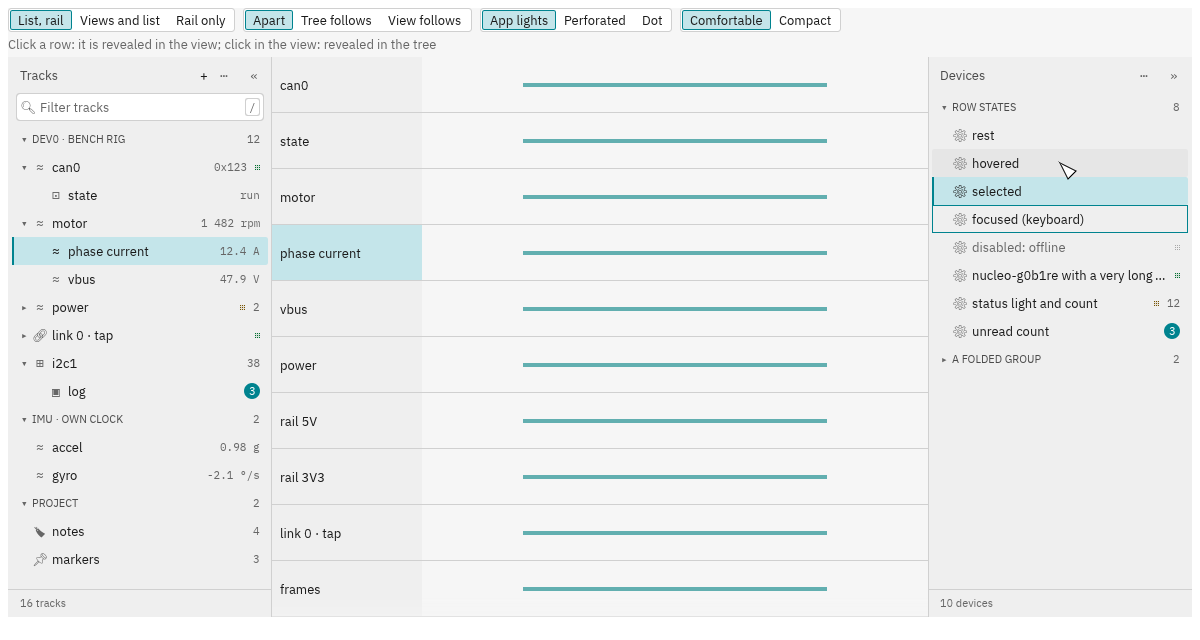 List, rail Views and list Rail only Apart Tree follows View follows App lights Perforated Dot Comfortable Compact
Click a row: it is revealed in the view; click in the view: revealed in the tree
Tracks + ··· «
Filter tracks /
DEV0 · BENCH RIG 12
can0 0x123
state run
motor 1 482 rpm
phase current 12.4 A
vbus 47.9 V
power 2
link 0 · tap
i2c1 38
log 3
IMU · OWN CLOCK 2
accel 0.98 g
gyro -2.1 °/s
PROJECT 2
notes 4
markers 3
16 tracks
can0
state
motor
phase current
vbus
power
rail 5V
rail 3V3
link 0 · tap
frames
Devices ··· »
ROW STATES 8
rest
hovered
selected
focused (keyboard)
disabled: offline
nucleo-g0b1re with a very long ...
status light and count 12
unread count 3
A FOLDED GROUP 2
10 devices